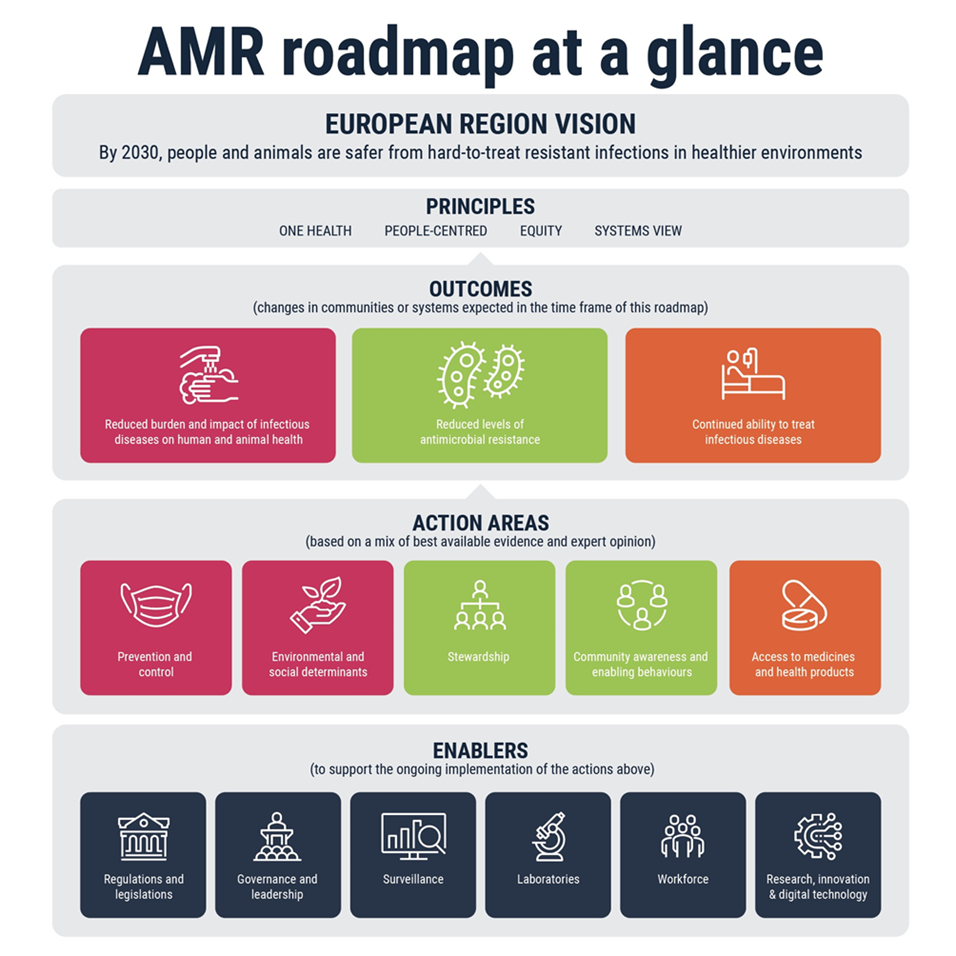 AMR roadmap at a glance
EUROPEAN REGION VISION
By 2030, people and animals are safer from hard-to-treat resistant infections in healthier environments
PRINCIPLES
ONE HEALTH PEOPLE-CENTRED EQUITY SYSTEMS VIEW
OUTCOMES
(changes in communities or systems expected in the time frame of this roadmap)
Reduced burden and impact of infectious
diseases on human and animal health
Reduced levels of
antimicrobial resistance
Continued ability to treat
infectious diseases
ACTION AREAS
(based on a mix of best available evidence and expert opinion)
Prevention and
control
Environmental and
social determinants
Stewardship
Community awareness and
enabling behaviours
Access to medicines
and health products
ENABLERS
(to support the ongoing implementation of the actions above)
Regulations and
legislations
Governance and
leadership
Surveillance
Laboratories
Workforce
Research, innovation
& digital technology